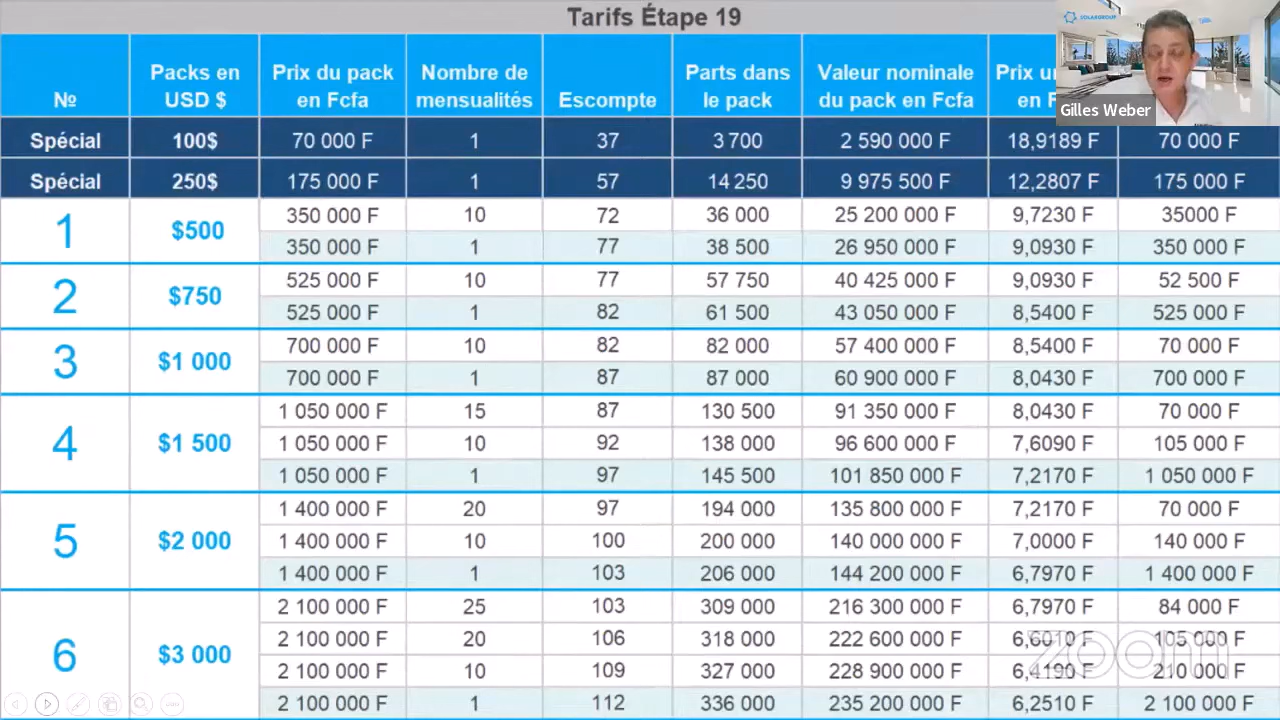 Tarifs Étape 19
SOLARGROUP
Gilles Weber
№ Packs en USD $ Prix du pack en Fcfa Nombre de mensualités Escompte Parts dans le pack Valeur nominale du pack en Fcfa Prix en
Spécial 100$ 70 000 F 1 37 3 700 2 590 000 F 18,9189 F 70 000 F
Spécial 250$ 175 000 F 1 57 14 250 9 975 500 F 12,2807 F 175 000 F
1 $500 350 000 F 10 72 36 000 25 200 000 F 9,7230 F 35000 F
350 000 F 1 77 38 500 26 950 000 F 9,0930 F 350 000 F
2 $750 525 000 F 10 77 57 750 40 425 000 F 9,0930 F 52 500 F
525 000 F 1 82 61 500 43 050 000 F 8,5400 F 525 000 F
3 $1 000 700 000 F 10 82 82 000 57 400 000 F 8,5400 F 70 000 F
700 000 F 1 87 87 000 60 900 000 F 8,0430 F 700 000 F
4 $1 500 1 050 000 F 15 87 130 500 91 350 000 F 8,0430 F 70 000 F
1 050 000 F 10 92 138 000 96 600 000 F 7,6090 F 105 000 F
1 050 000 F 1 97 145 500 101 850 000 F 7,2170 F 1 050 000 F
5 $2 000 1 400 000 F 20 97 194 000 135 800 000 F 7,2170 F 70 000 F
1 400 000 F 10 100 200 000 140 000 000 F 7,0000 F 140 000 F
1 400 000 F 1 103 206 000 144 200 000 F 6,7970 F 1 400 000 F
6 $3 000 2 100 000 F 25 103 309 000 216 300 000 F 6,7970 F 84 000 F
2 100 000 F 20 106 318 000 222 600 000 F 6,6010 F 105 000 F
2 100 000 F 10 109 327 000 228 900 000 F 6,4190 F 210 000 F
2 100 000 F 1 112 336 000 235 200 000 F 6,2510 F 2 100 000 F
zoom